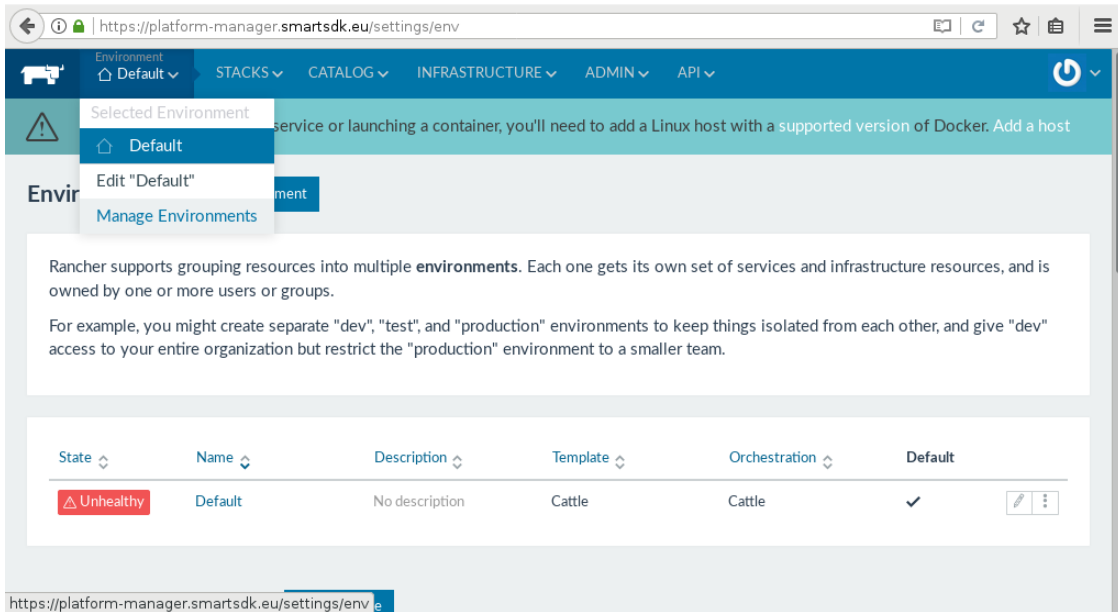 https://platform-manager.smartsdk.eu/settings/env
Environment
Default
STACKS
CATALOG
INFRASTRUCTURE
ADMIN
API
Selected Environment
Default
Edit "Default"
Manage Environments
service or launching a container, you'll need to add a Linux host with a supported version of Docker. Add a host
Envir
ment
Rancher supports grouping resources into multiple environments. Each one gets its own set of services and infrastructure resources, and is
owned by one or more users or groups.
For example, you might create separate "dev", "test", and "production" environments to keep things isolated from each other, and give "dev"
access to your entire organization but restrict the "production" environment to a smaller team.
State Name Description Template Orchestration Default
Unhealthy Default No description Cattle Cattle
https://platform-manager.smartsdk.eu/settings/env
e